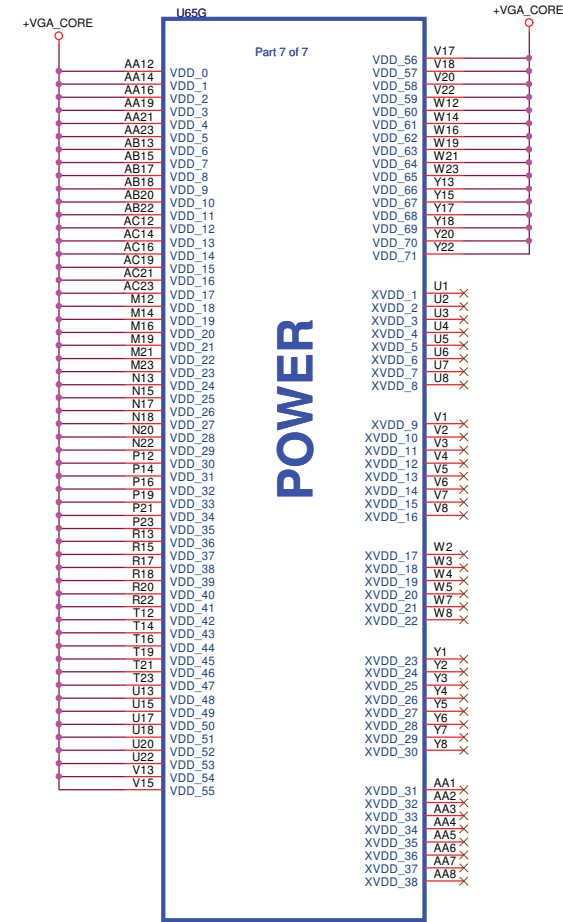 U65G
+VGA_CORE
+VGA_CORE
Part 7 of 7
POWER
AA12 VDD_0
AA14 VDD_1
AA16 VDD_2
AA19 VDD_3
AA21 VDD_4
AA23 VDD_5
AB13 VDD_6
AB15 VDD_7
AB17 VDD_8
AB18 VDD_9
AB20 VDD_10
AB22 VDD_11
AC12 VDD_12
AC14 VDD_13
AC16 VDD_14
AC19 VDD_15
AC21 VDD_16
AC23 VDD_17
M12 VDD_18
M14 VDD_19
M16 VDD_20
M19 VDD_21
M21 VDD_22
M23 VDD_23
N13 VDD_24
N15 VDD_25
N17 VDD_26
N18 VDD_27
N20 VDD_28
N22 VDD_29
P12 VDD_30
P14 VDD_31
P16 VDD_32
P19 VDD_33
P21 VDD_34
P23 VDD_35
R13 VDD_36
R15 VDD_37
R17 VDD_38
R18 VDD_39
R20 VDD_40
R22 VDD_41
T12 VDD_42
T14 VDD_43
T16 VDD_44
T19 VDD_45
T21 VDD_46
T23 VDD_47
U13 VDD_48
U15 VDD_49
U17 VDD_50
U18 VDD_51
U20 VDD_52
U22 VDD_53
V13 VDD_54
V15 VDD_55
VDD_56 V17
VDD_57 V18
VDD_58 V20
VDD_59 V22
VDD_60 W12
VDD_61 W14
VDD_62 W16
VDD_63 W19
VDD_64 W21
VDD_65 W23
VDD_66 Y13
VDD_67 Y15
VDD_68 Y17
VDD_69 Y18
VDD_70 Y20
VDD_71 Y22
XVDD_1 U1
XVDD_2 U2
XVDD_3 U3
XVDD_4 U4
XVDD_5 U5
XVDD_6 U6
XVDD_7 U7
XVDD_8 U8
XVDD_9 V1
XVDD_10 V2
XVDD_11 V3
XVDD_12 V4
XVDD_13 V5
XVDD_14 V6
XVDD_15 V7
XVDD_16 V8
XVDD_17 W2
XVDD_18 W3
XVDD_19 W4
XVDD_20 W5
XVDD_21 W7
XVDD_22 W8
XVDD_23 Y1
XVDD_24 Y2
XVDD_25 Y3
XVDD_26 Y4
XVDD_27 Y5
XVDD_28 Y6
XVDD_29 Y7
XVDD_30 Y8
XVDD_31 AA1
XVDD_32 AA2
XVDD_33 AA3
XVDD_34 AA4
XVDD_35 AA5
XVDD_36 AA6
XVDD_37 AA7
XVDD_38 AA8